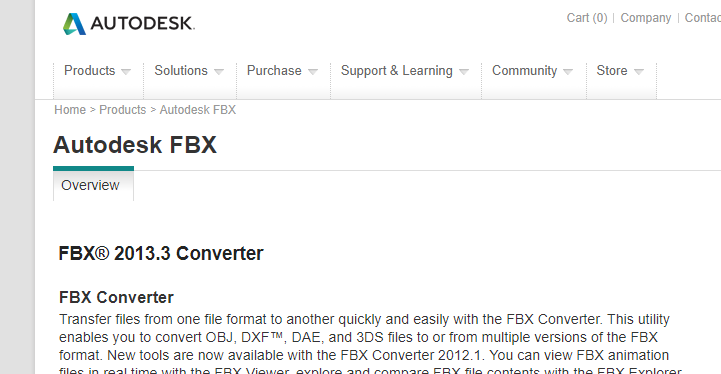 AUTODESK.
Cart (0) | Company |
Products Solutions Purchase Support & Learning Community Store
Home > Products > Autodesk FBX
Autodesk FBX
Overview
FBX® 2013.3 Converter
FBX Converter
Transfer files from one file format to another quickly and easily with the FBX Converter. This utility
enables you to convert OBJ, DXF™, DAE, and 3DS files to or from multiple versions of the FBX
format. New tools are now available with the FBX Converter 2012.1. You can view FBX animation
files in real time with the FBX Viewer, explore and compare FBX file contents with the FBX Explorer